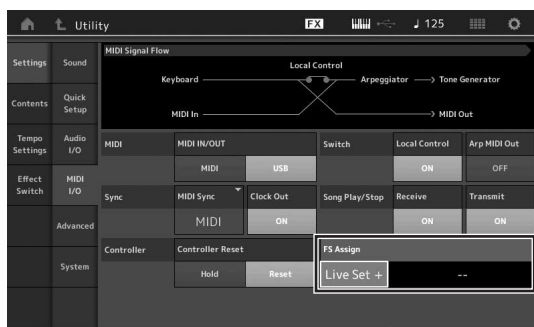 Utility FX ♩ 125
Settings Sound
Contents Quick Setup
Tempo Settings Audio I/O
Effect Switch MIDI I/O
Advanced
System
MIDI Signal Flow
Local Control
Keyboard Arpeggiator Tone Generator
MIDI In MIDI Out
MIDI MIDI IN/OUT Switch Local Control Arp MIDI Out
MIDI USB ON OFF
Sync MIDI Sync Clock Out Song Play/Stop Receive Transmit
MIDI ON ON ON
Controller Controller Reset FS Assign
Hold Reset Live Set + --